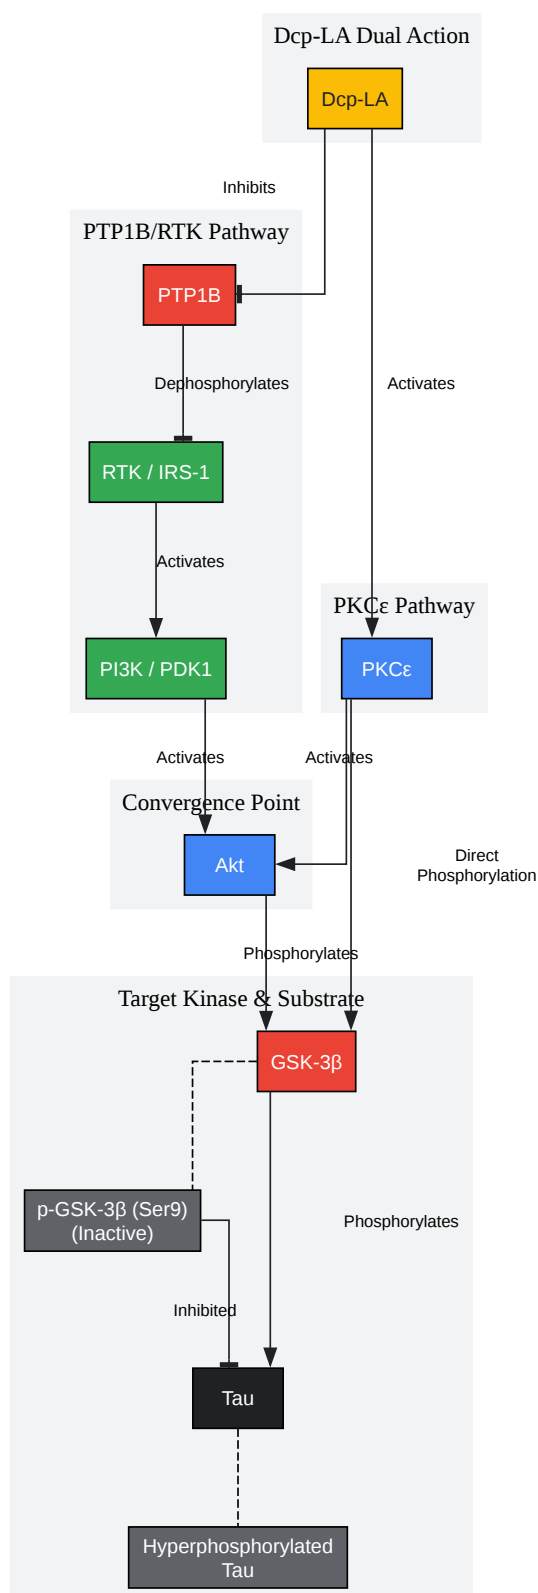 Dcp-LA Dual Action
Dcp-LA
Inhibits
PTP1B/RTK Pathway
PTP1B
Dephosphorylates
Activates
RTK / IRS-1
Activates
PKCε Pathway
PI3K / PDK1
PKCε
Activates
Activates
Convergence Point
Akt
Direct
Phosphorylation
Phosphorylates
Target Kinase & Substrate
GSK-3β
p-GSK-3β (Ser9)
(Inactive)
Phosphorylates
Inhibited
Tau
Hyperphosphorylated
Tau